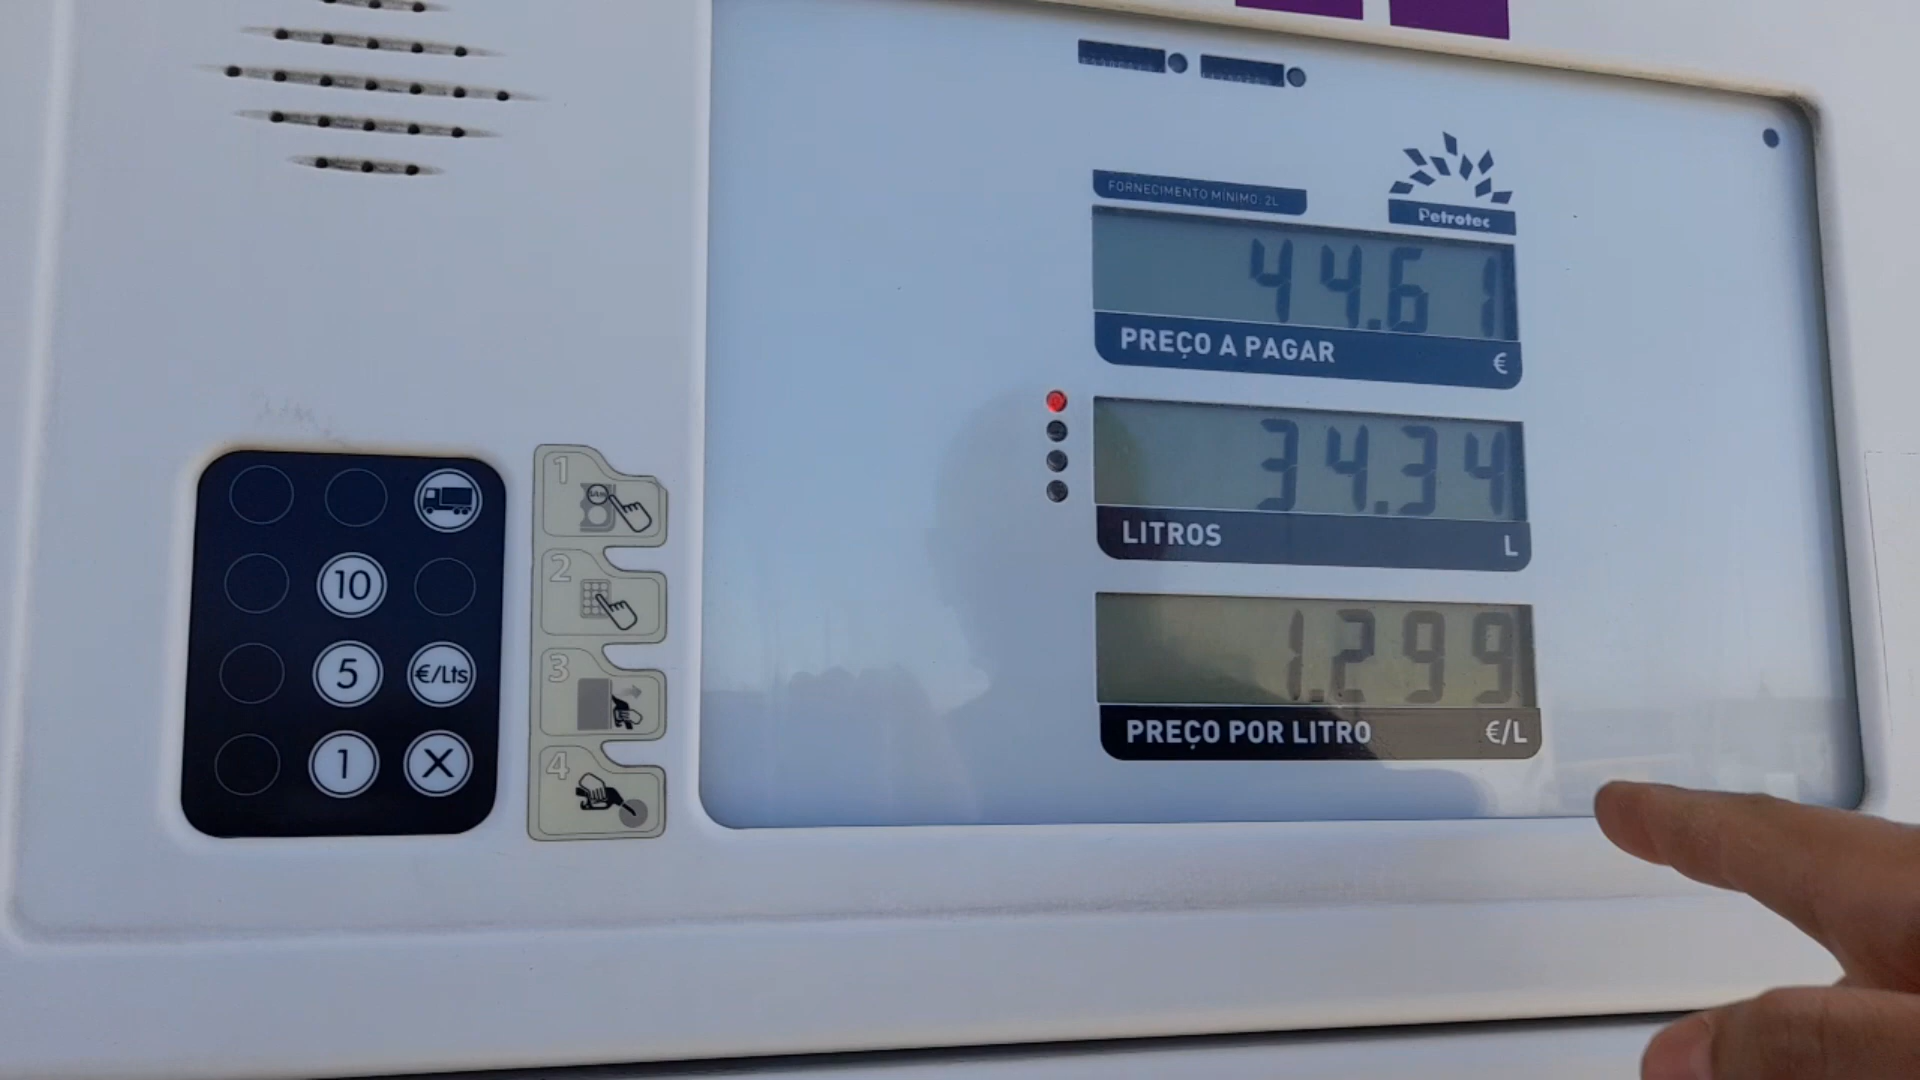 FORNECIMENTO MÍNIMO: 2L
Petrotec
44.61
PREÇO A PAGAR €
34.34
LITROS L
1.299
PREÇO POR LITRO €/L
10
5 €/Lts
1 X
1
2
3
4